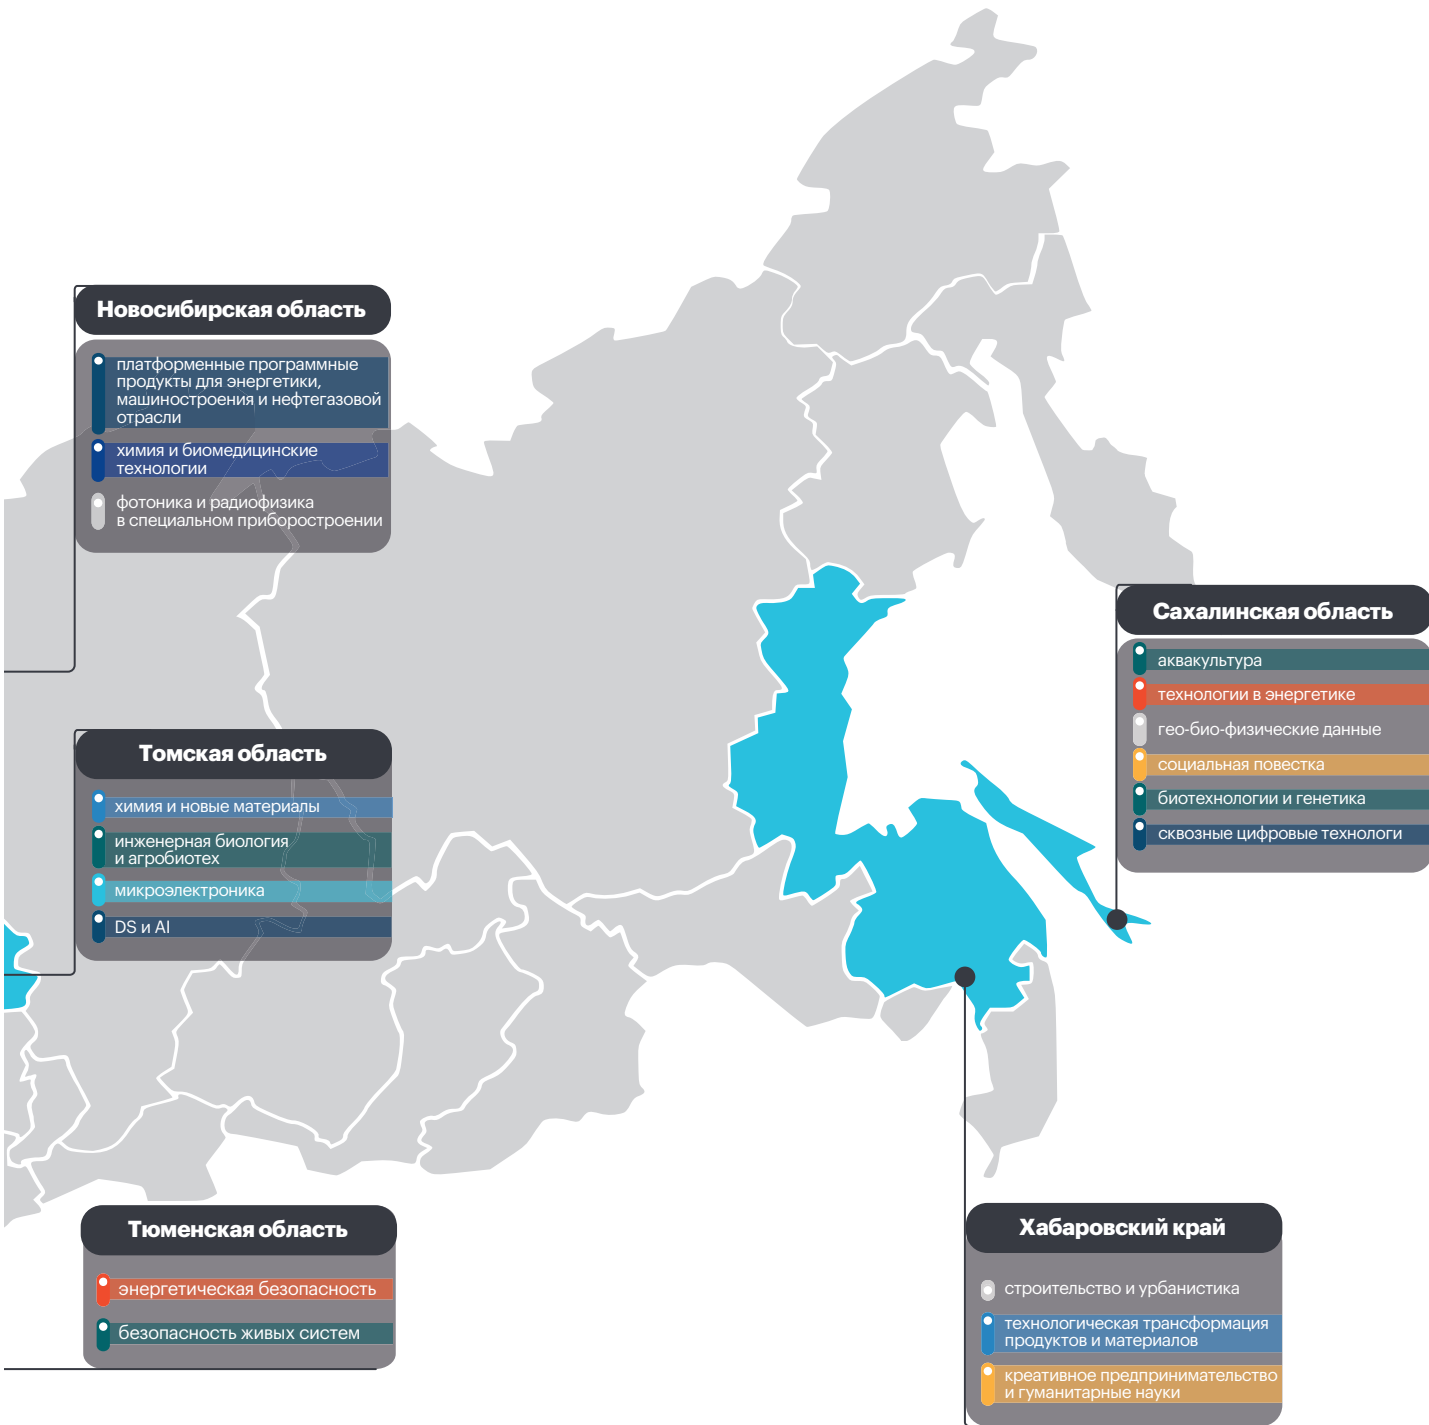 Новосибирская область
платформенные программные
продукты для энергетики,
машиностроения и нефтегазовой
отрасли
химия и биомедицинские
технологии
фотоника и радиофизика
в специальном приборостроении
Сахалинская область
аквакультура
технологии в энергетике
гео-био-физические данные
социальная повестка
биотехнологии и генетика
сквозные цифровые технологи
Томская область
химия и новые материалы
инженерная биология
и агробиотех
микроэлектроника
DS и AI
Тюменская область
энергетическая безопасность
безопасность живых систем
Хабаровский край
строительство и урбанистика
технологическая трансформация
продуктов и материалов
креативное предпринимательство
и гуманитарные науки